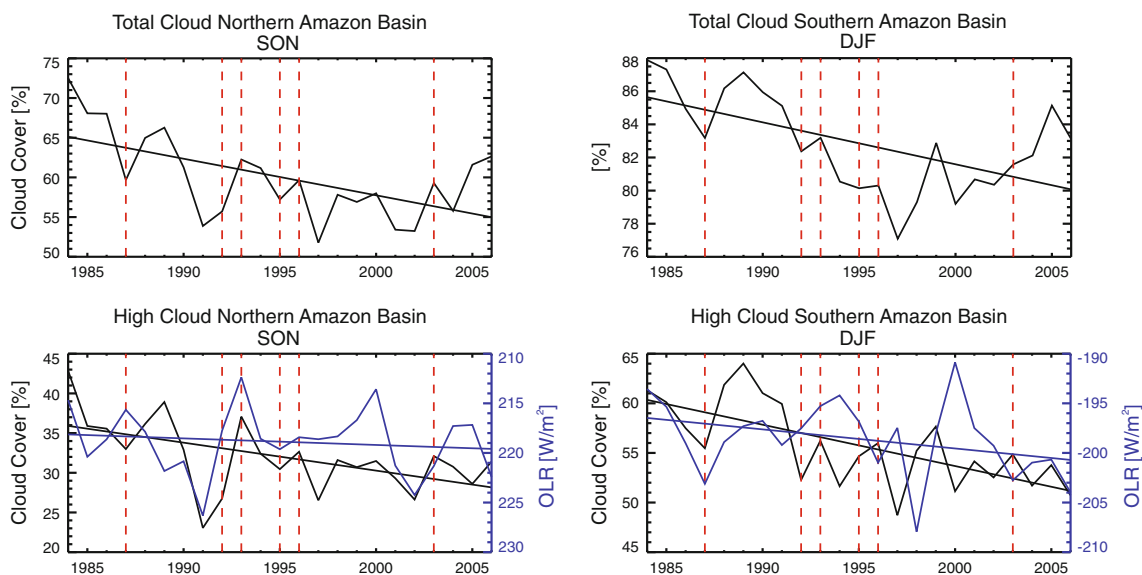 Total Cloud Northern Amazon Basin
SON
Cloud Cover [%]
75
70
65
60
55
50
1985 1990 1995 2000 2005
Total Cloud Southern Amazon Basin
DJF
[%]
88
86
84
82
80
78
76
1985 1990 1995 2000 2005
High Cloud Northern Amazon Basin
SON
Cloud Cover [%]
45
40
35
30
25
20
210
215
220
225
230
OLR [W/m²]
1985 1990 1995 2000 2005
High Cloud Southern Amazon Basin
DJF
Cloud Cover [%]
65
60
55
50
45
-190
-195
-200
-205
-210
OLR [W/m²]
1985 1990 1995 2000 2005